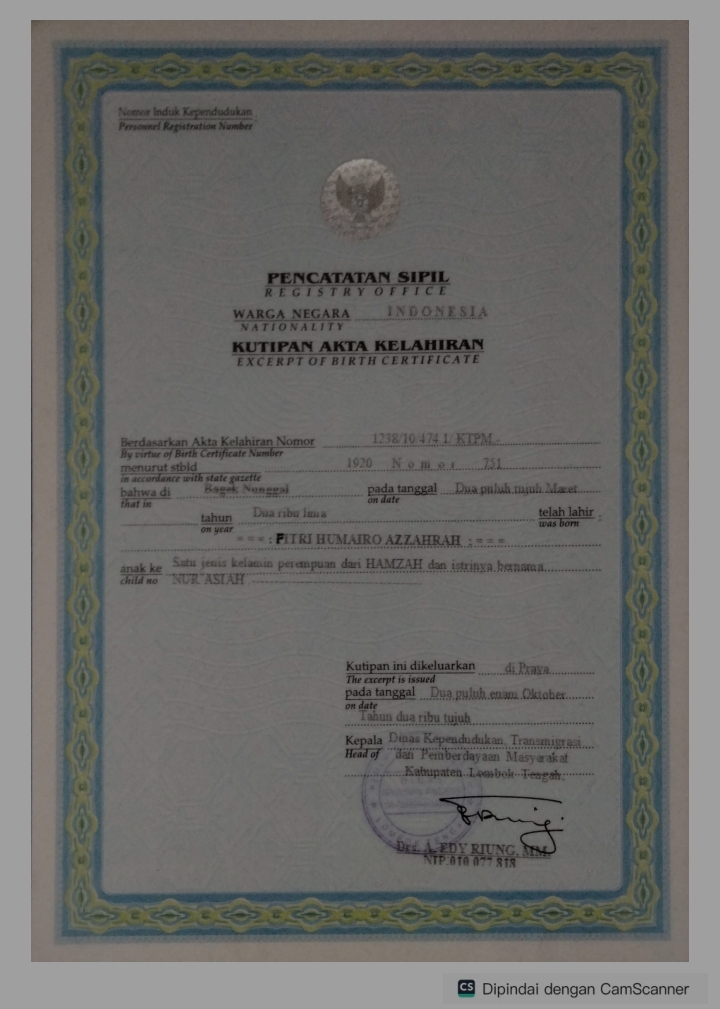 Nomor Induk Kependudukan
Personnel Registration Number
PENCATATAN SIPIL
REGISTRY OFFICE
WARGA NEGARA INDONESIA
NATIONALITY
KUTIPAN AKTA KELAHIRAN
EXCERPT OF BIRTH CERTIFICATE
Berdasarkan Akta Kelahiran Nomor 1238/10/474.1/ KTPM.-
By virtue of Birth Certificate Number
menurut stbld 1920 Nomor 751
in accordance with state gazette
bahwa di Bagek Nunggal pada tanggal Dua puluh tujuh Maret
that in on date
tahun Dua ribu lima telah lahir :
on year was born
= = = : FITRI HUMAIRO AZZAHRAH : = = =
anak ke Satu jenis kelamin perempuan dari HAMZAH dan istrinya bernama
child no NUR ASIAH
Kutipan ini dikeluarkan di Praya
The excerpt is issued
pada tanggal Dua puluh enam Oktober
on date
Tahun dua ribu tujuh
Kepala Dinas Kependudukan, Transmigrasi
Head of dan Pemberdayaan Masyarakat
Kabupaten Lombok Tengah,
Drs. A. EDY RIUNG, MM.
NIP.010 077 818
CS Dipindai dengan CamScanner